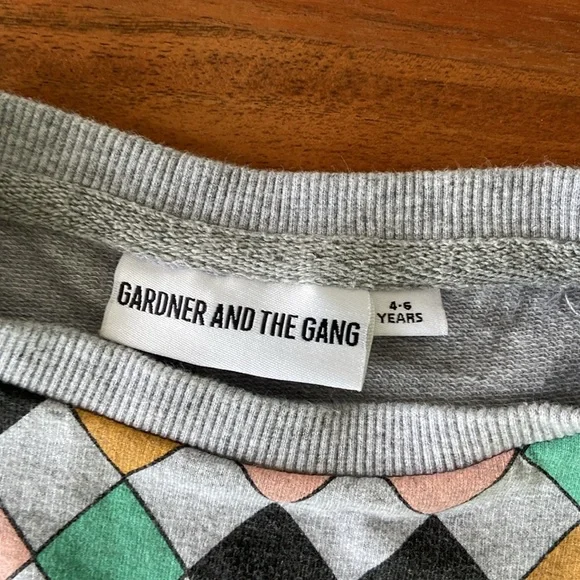 GARDNER AND THE GANG
4-6
YEARS